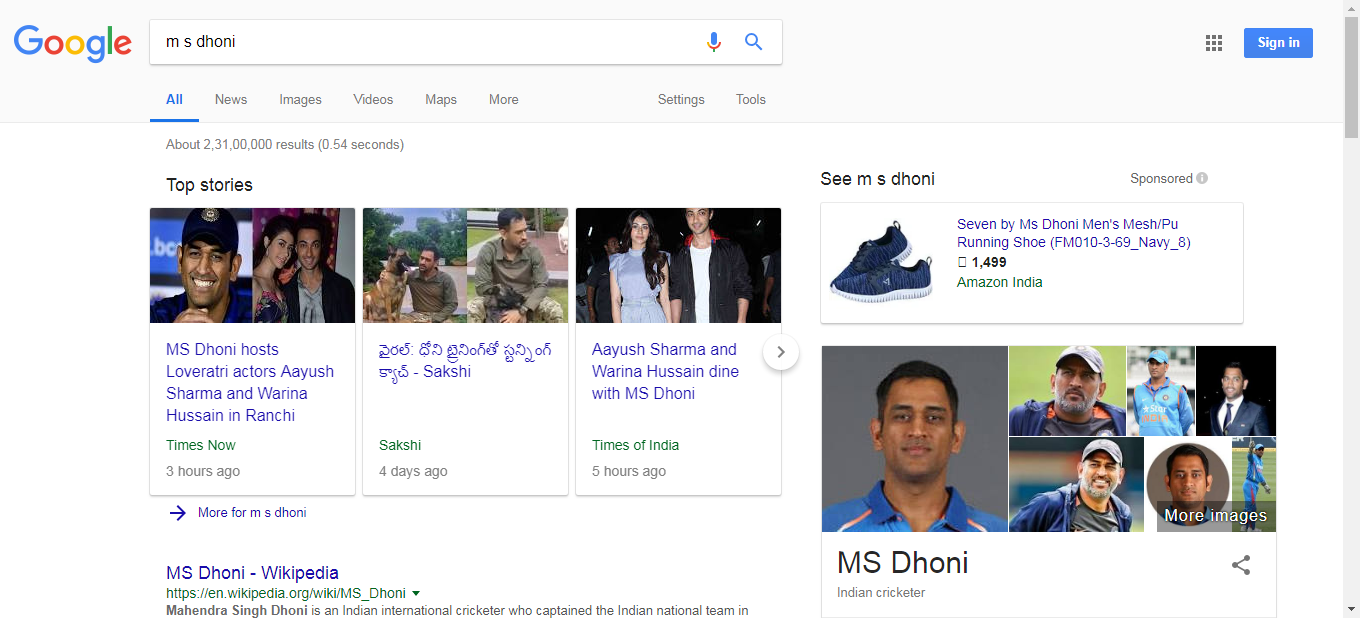 Google
m s dhoni
Sign in
All News Images Videos Maps More Settings Tools
About 2,31,00,000 results (0.54 seconds)
Top stories
MS Dhoni hosts
Loveratri actors Aayush
Sharma and Warina
Hussain in Ranchi
Times Now
3 hours ago
వైరల్: ధోని ట్రైనింగ్‌తో స్టన్నింగ్
క్యాచ్ - Sakshi
Sakshi
4 days ago
Aayush Sharma and
Warina Hussain dine
with MS Dhoni
Times of India
5 hours ago
More for m s dhoni
MS Dhoni - Wikipedia
https://en.wikipedia.org/wiki/MS_Dhoni
Mahendra Singh Dhoni is an Indian international cricketer who captained the Indian national team in
See m s dhoni
Sponsored
Seven by Ms Dhoni Men's Mesh/Pu
Running Shoe (FM010-3-69_Navy_8)
1,499
Amazon India
Star
More images
MS Dhoni
Indian cricketer